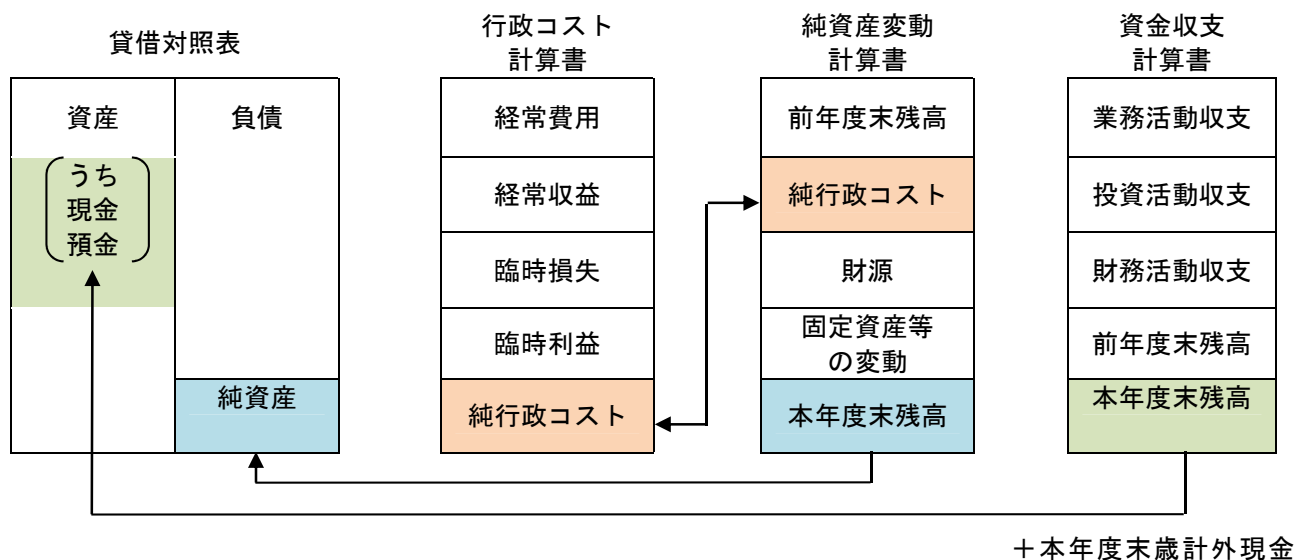 貸借対照表
資産
うち
現金
預金
負債
純資産
行政コスト
計算書
経常費用
経常収益
臨時損失
臨時利益
純行政コスト
純資産変動
計算書
前年度末残高
純行政コスト
財源
固定資産等
の変動
本年度末残高
資金収支
計算書
業務活動収支
投資活動収支
財務活動収支
前年度末残高
本年度末残高
＋本年度末歳計外現金